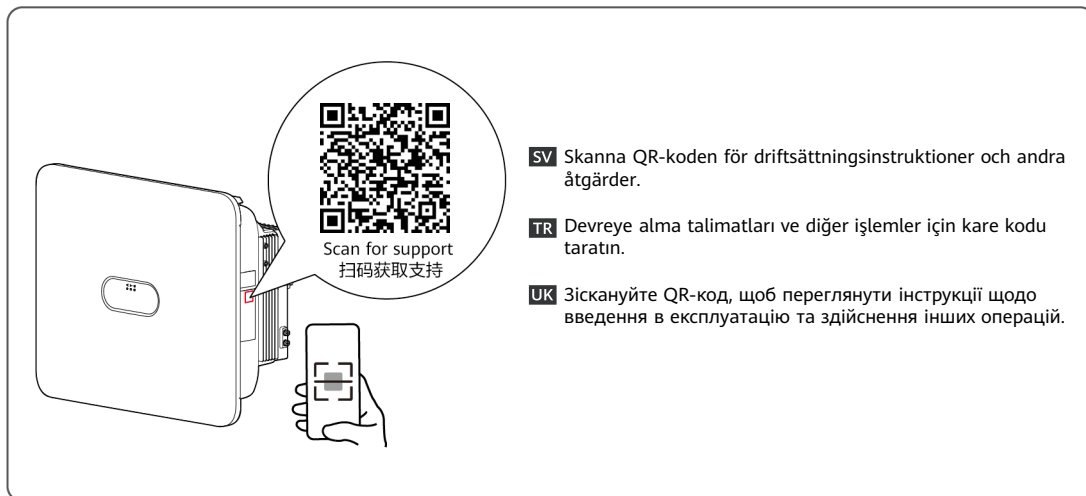 Scan for support
扫码获取支持
SV Skanna QR-koden för driftsättningsinstruktioner och andra
åtgärder.
TR Devreye alma talimatları ve diğer işlemler için kare kodu
taratın.
UK Зіскануйте QR-код, щоб переглянути інструкції щодо
введення в експлуатацію та здійснення інших операцій.